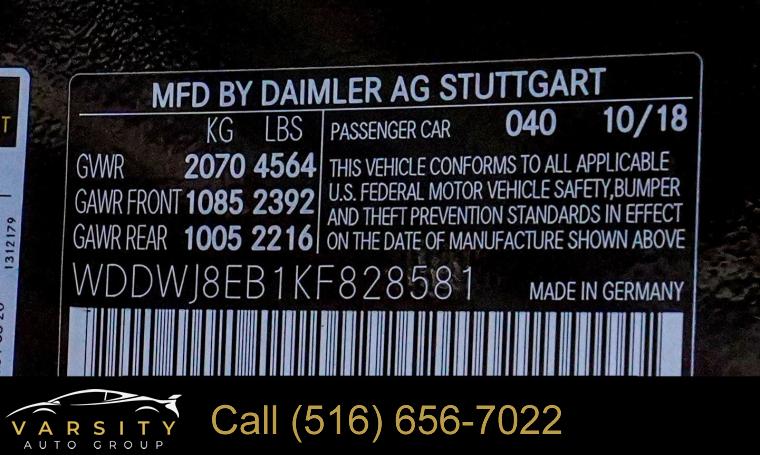 MFD BY DAIMLER AG STUTTGART
KG LBS
GVWR 2070 4564
GAWR FRONT 1085 2392
GAWR REAR 1005 2216
PASSENGER CAR 040 10/18
THIS VEHICLE CONFORMS TO ALL APPLICABLE
U.S. FEDERAL MOTOR VEHICLE SAFETY,BUMPER
AND THEFT PREVENTION STANDARDS IN EFFECT
ON THE DATE OF MANUFACTURE SHOWN ABOVE
WDDWJ8EB1KF828581 MADE IN GERMANY
T
1312179
VARSITY
AUTO GROUP
Call (516) 656-7022